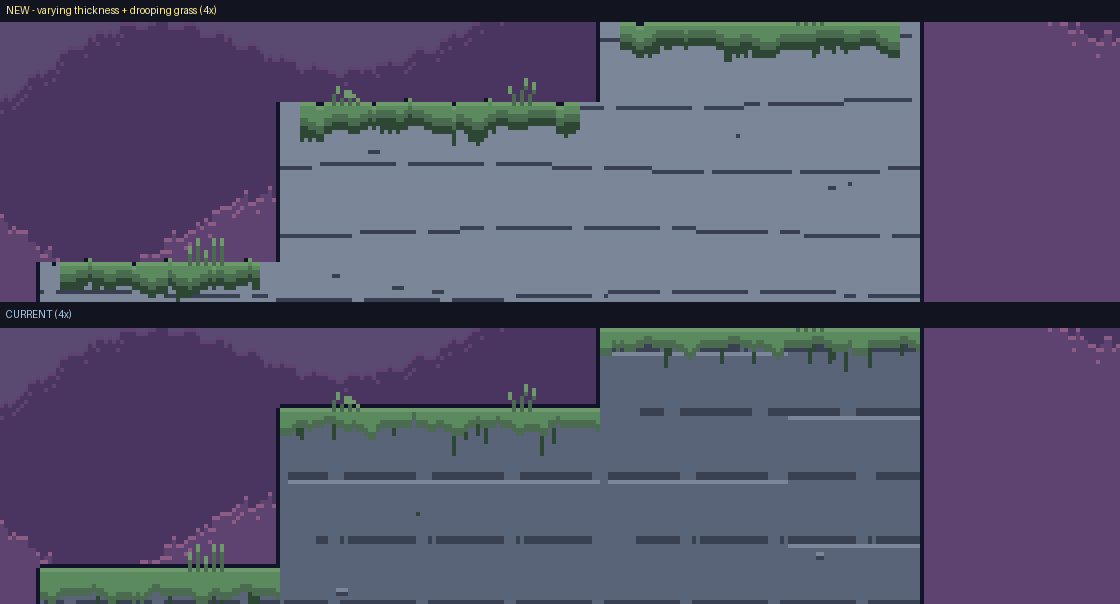 NEW - varying thickness + drooping grass (4x)
CURRENT (4x)